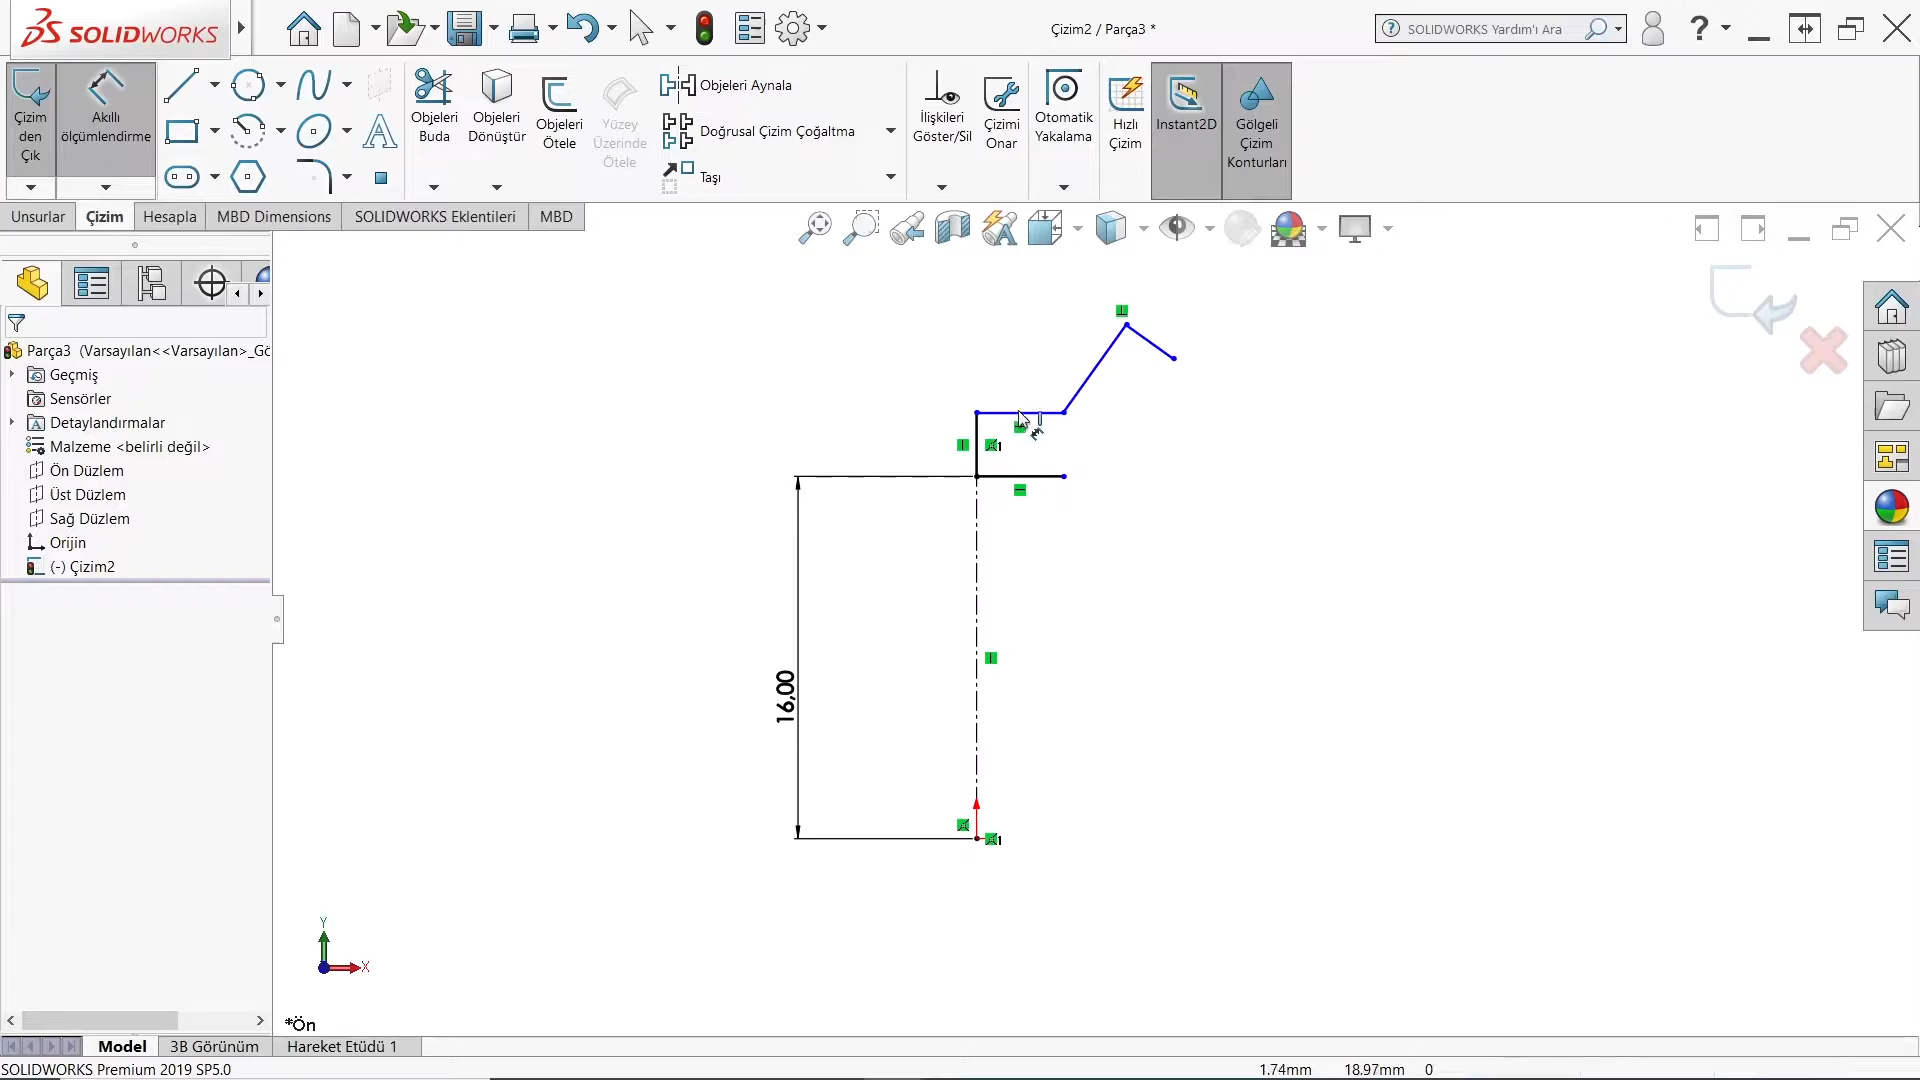 SOLIDWORKS
Çizim2 / Parça3 *
SOLIDWORKS Yardım'ı Ara
Çizim
den
Çık
Akıllı
ölçümlendirme
Objeleri
Buda
Objeleri
Dönüştür
Objeleri
Ötele
Yüzey
Üzerinde
Ötele
Objeleri Aynala
Doğrusal Çizim Çoğaltma
Taşı
İlişkileri
Göster/Sil
Çizimi
Onar
Otomatik
Yakalama
Hızlı
Çizim
Instant2D
Gölgeli
Çizim
Konturları
Unsurlar
Çizim
Hesapla
MBD Dimensions
SOLIDWORKS Eklentileri
MBD
Parça3 (Varsayılan<<Varsayılan>_Gö
Geçmiş
Sensörler
Detaylandırmalar
Malzeme <belirli değil>
Ön Düzlem
Üst Düzlem
Sağ Düzlem
Orijin
(-) Çizim2
1
16,00
1
Y
X
*Ön
Model
3B Görünüm
Hareket Etüdü 1
SOLIDWORKS Premium 2019 SP5.0
1.74mm
18.97mm
0